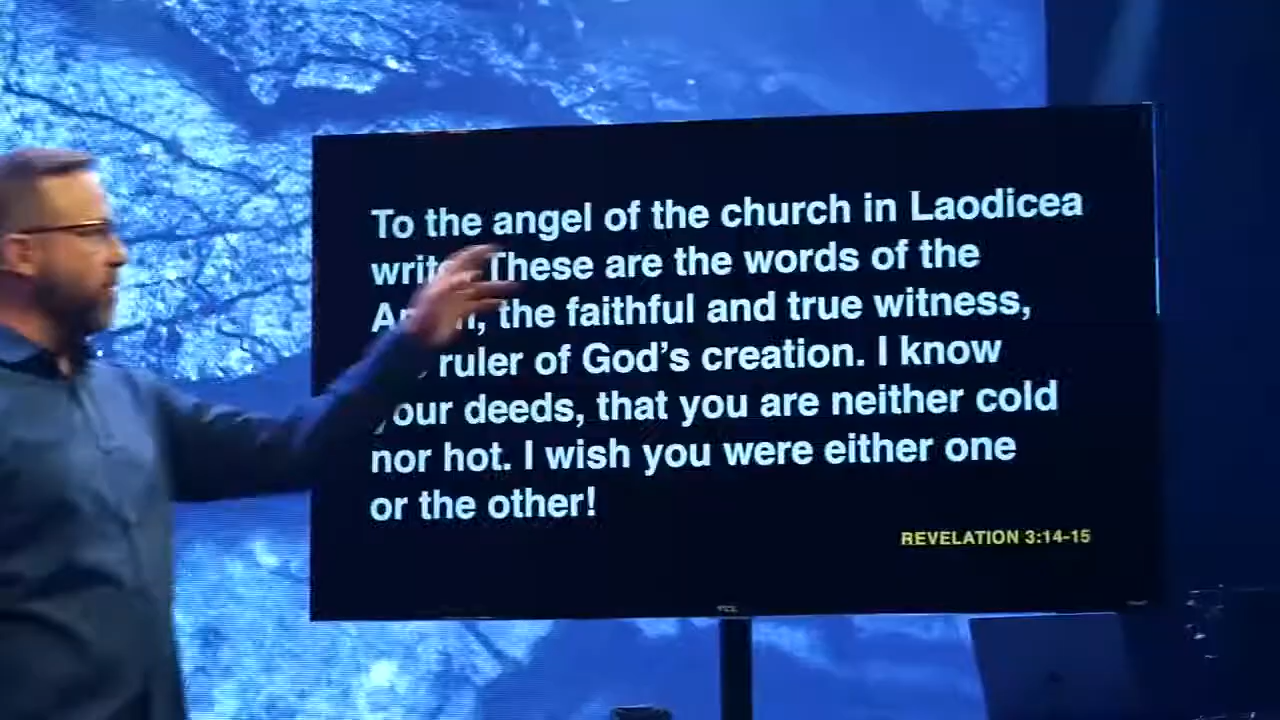 To the angel of the church in Laodicea
These are the words of the
the faithful and true witness,
ruler of God's creation. I know
deeds, that you are neither cold
nor hot. I wish you were either one
or the other!
REVELATION 3:14-15
TCL